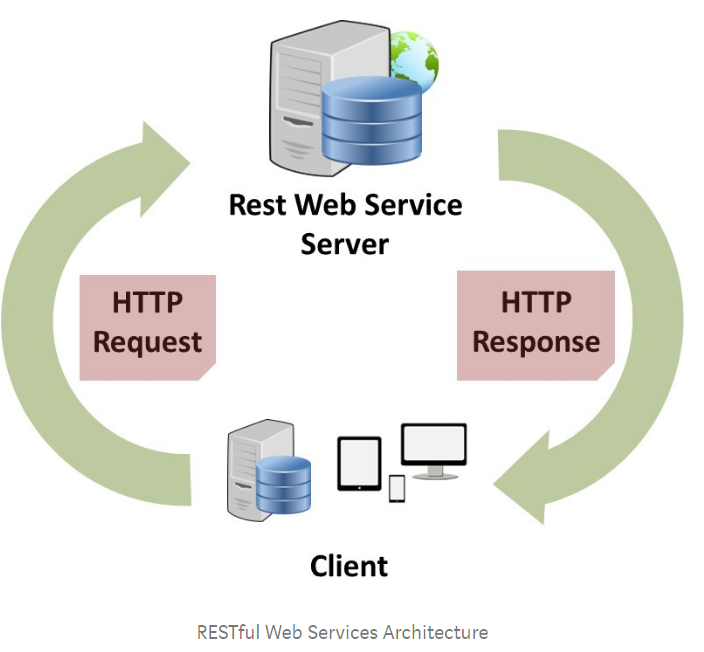 Rest Web Service
Server
HTTP
Request
HTTP
Response
Client
RESTful Web Services Architecture